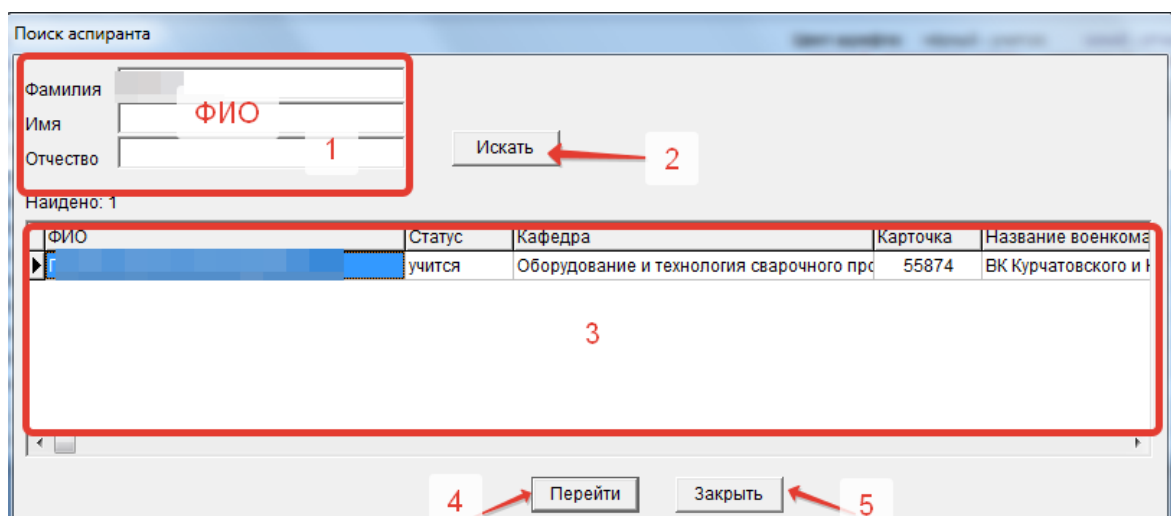 Поиск аспиранта
Фамилия
ФИО
Имя
Отчество
1
Искать
2
Найдено: 1
ФИО Статус Кафедра Карточка Название военкома
Г учится Оборудование и технология сварочного прс 55874 ВК Курчатовского и
3
4 Перейти Закрыть 5